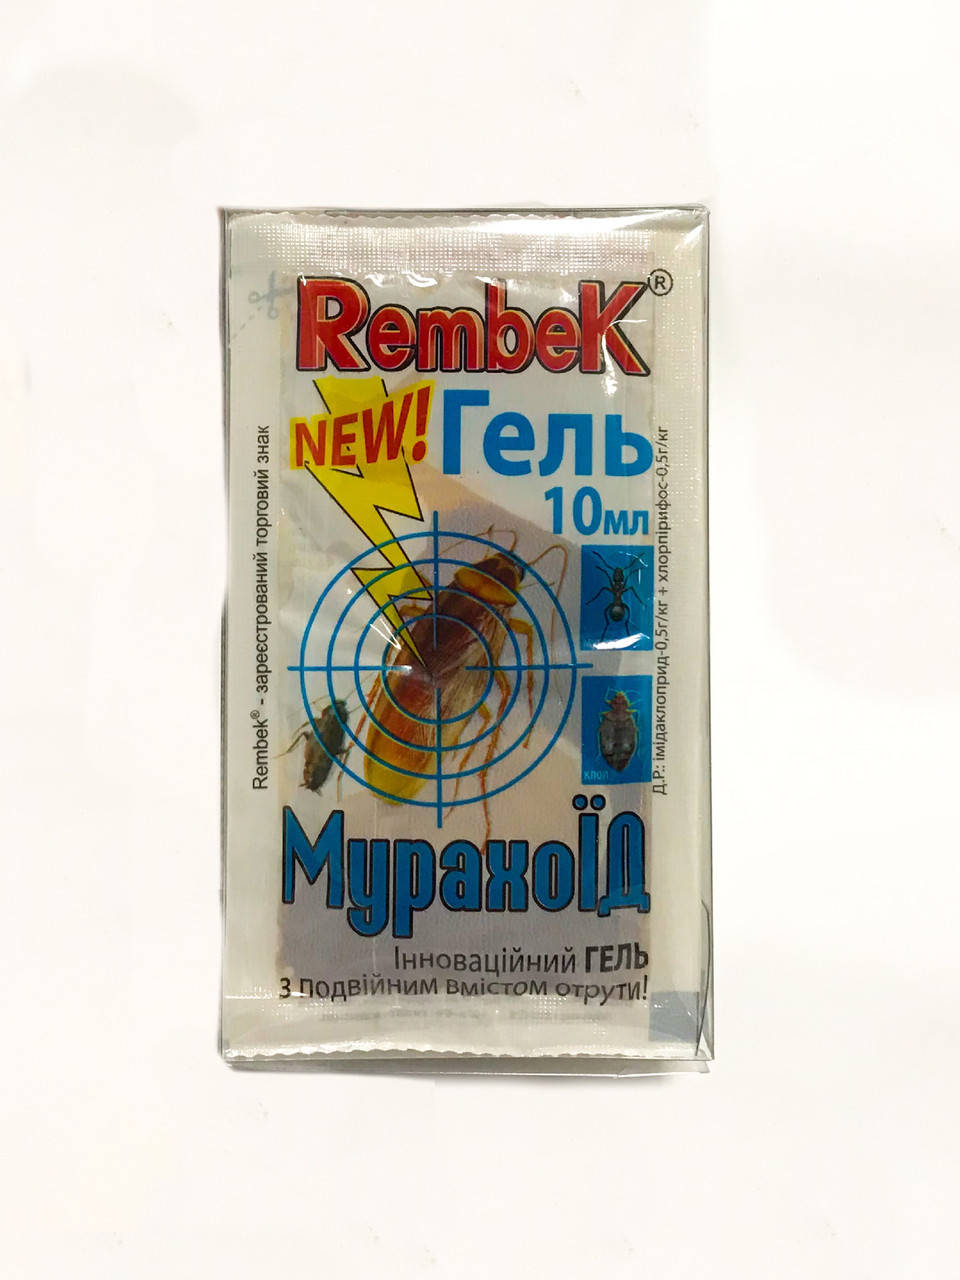 RembeK®
NEW!
Гель
10мл
Rembek® - зареєстрований торговий знак
Д.Р.: імідаклоприд-0,5г/кг + хлорпірифос-0,5г/кг
клоп
МурахоЇд
Інноваційний ГЕЛЬ
з подвійним вмістом отрути!